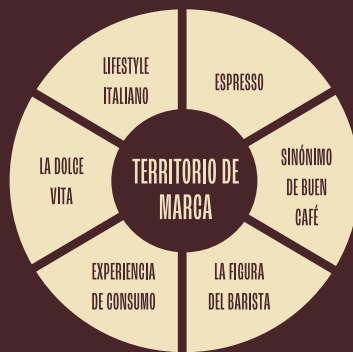 LIFESTYLE
ITALIANO
ESPRESSO
SINÓNIMO
DE BUEN
CAFÉ
LA FIGURA
DEL BARISTA
EXPERIENCIA
DE CONSUMO
LA DOLCE
VITA
TERRITORIO DE
MARCA